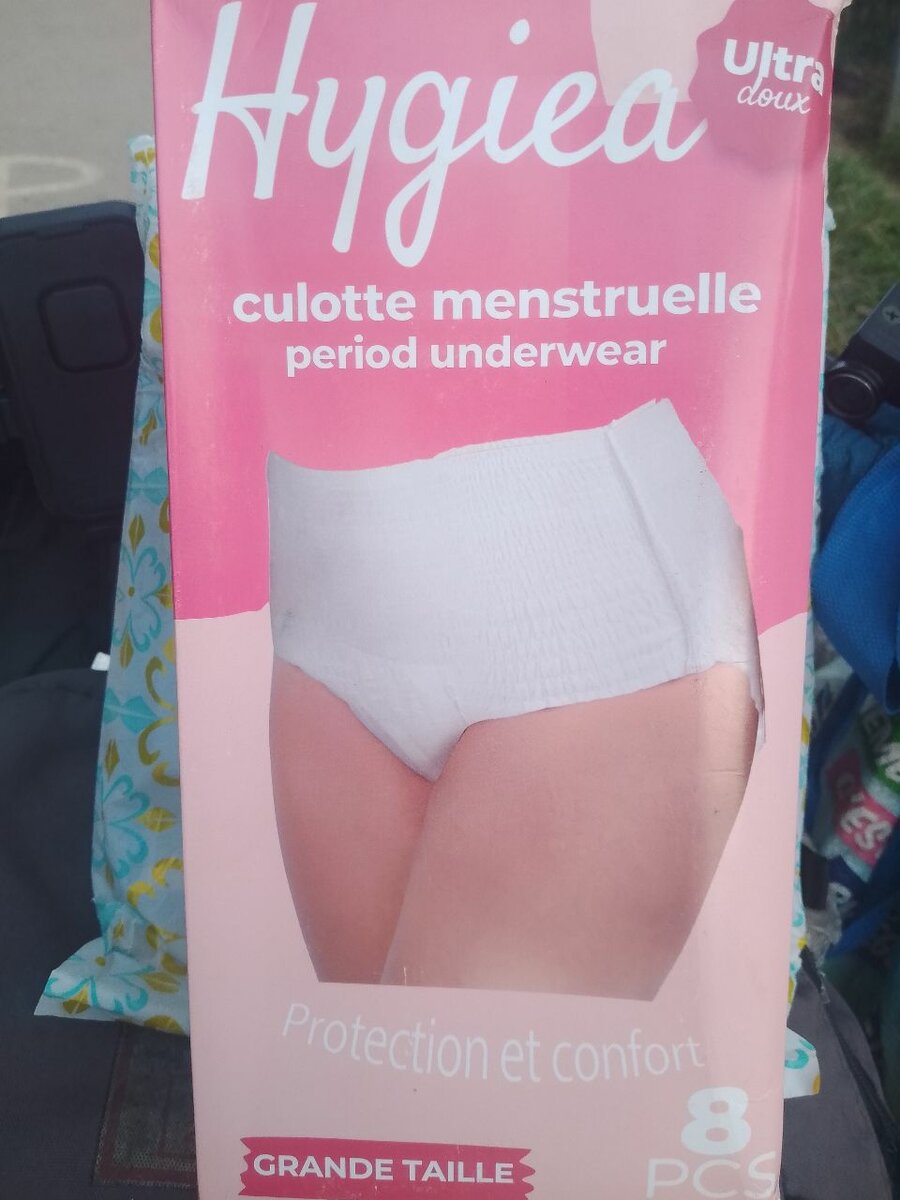 Hygiea
Ultra
doux
culotte menstruelle
period underwear
Protection et confort
8
PCS
GRANDE TAILLE